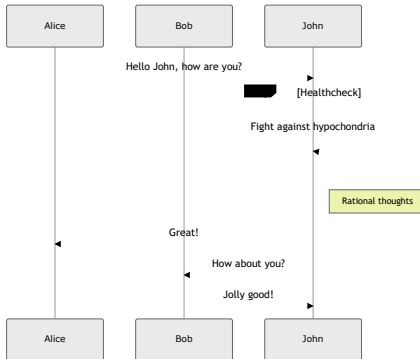 Alice
Bob
John
Hello John, how are you?
[Healthcheck]
Fight against hypochondria
Rational thoughts
Great!
How about you?
Jolly good!
Alice
Bob
John